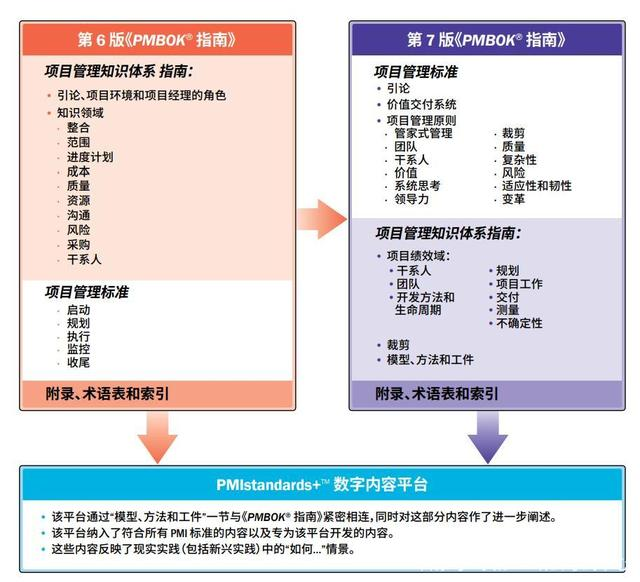 第 6 版《PMBOK® 指南》
项目管理知识体系 指南：
• 引论、项目环境和项目经理的角色
• 知识领域
· 整合
· 范围
· 进度计划
· 成本
· 质量
· 资源
· 沟通
· 风险
· 采购
· 干系人
项目管理标准
· 启动
· 规划
· 执行
· 监控
· 收尾
附录、术语表和索引
第 7 版《PMBOK® 指南》
项目管理标准
• 引论
• 价值交付系统
• 项目管理原则
· 管家式管理
· 团队
· 干系人
· 价值
· 系统思考
· 领导力
· 裁剪
· 质量
· 复杂性
· 风险
· 适应性和韧性
· 变革
项目管理知识体系指南：
• 项目绩效域：
• 干系人
• 团队
• 开发方法和
生命周期
• 规划
• 项目工作
• 交付
• 测量
• 不确定性
• 裁剪
• 模型、方法和工件
附录、术语表和索引
PMIstandards+™ 数字内容平台
• 该平台通过“模型、方法和工件”一节与《PMBOK® 指南》紧密相连，同时对这部分内容作了进一步阐述。
• 该平台纳入了符合所有 PMI 标准的内容以及专为该平台开发的内容。
• 这些内容反映了现实实践（包括新兴实践）中的“如何...”情景。